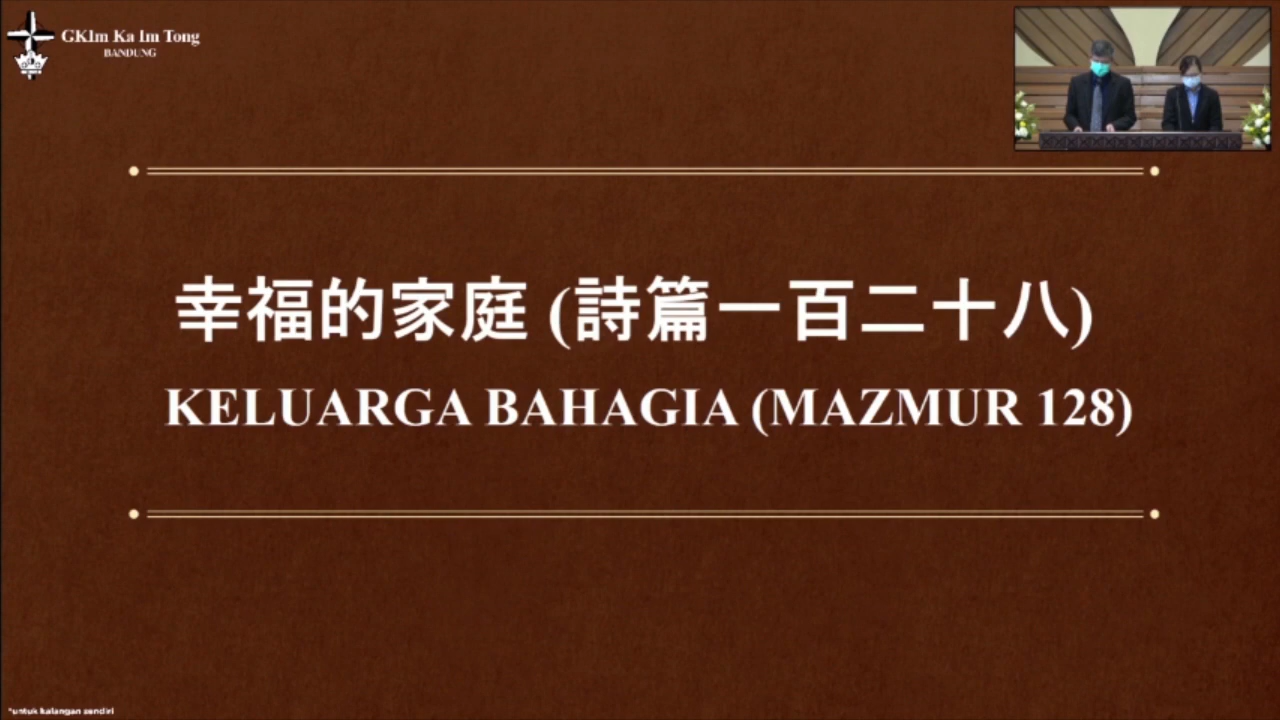 GKIm Ka Im Tong
BANDUNG
幸福的家庭 (詩篇一百二十八)
KELUARGA BAHAGIA (MAZMUR 128)
*untuk kalangan sendiri